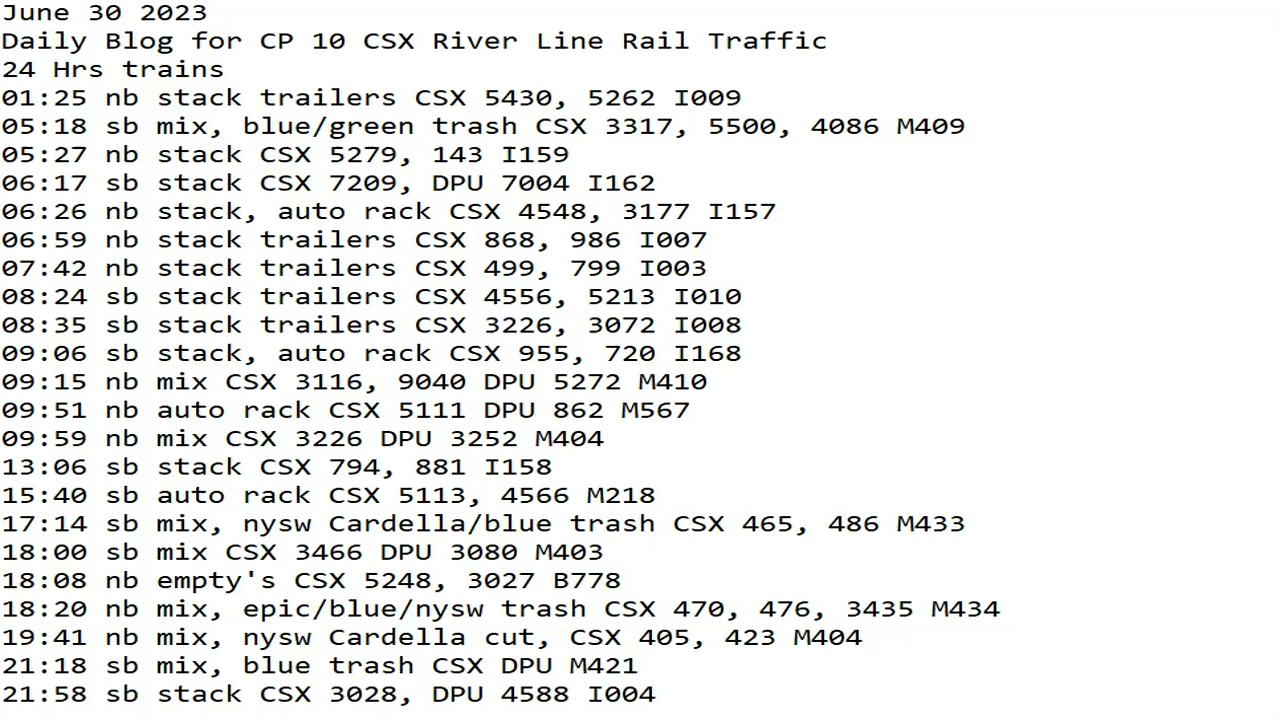 June 30 2023
Daily Blog for CP 10 CSX River Line Rail Traffic
24 Hrs trains
01:25 nb stack trailers CSX 5430, 5262 I009
05:18 sb mix, blue/green trash CSX 3317, 5500, 4086 M409
05:27 nb stack CSX 5279, 143 I159
06:17 sb stack CSX 7209, DPU 7004 I162
06:26 nb stack, auto rack CSX 4548, 3177 I157
06:59 nb stack trailers CSX 868, 986 I007
07:42 nb stack trailers CSX 499, 799 I003
08:24 sb stack trailers CSX 4556, 5213 I010
08:35 sb stack trailers CSX 3226, 3072 I008
09:06 sb stack, auto rack CSX 955, 720 I168
09:15 nb mix CSX 3116, 9040 DPU 5272 M410
09:51 nb auto rack CSX 5111 DPU 862 M567
09:59 nb mix CSX 3226 DPU 3252 M404
13:06 sb stack CSX 794, 881 I158
15:40 sb auto rack CSX 5113, 4566 M218
17:14 sb mix, nysw Cardella/blue trash CSX 465, 486 M433
18:00 sb mix CSX 3466 DPU 3080 M403
18:08 nb empty's CSX 5248, 3027 B778
18:20 nb mix, epic/blue/nysw trash CSX 470, 476, 3435 M434
19:41 nb mix, nysw Cardella cut, CSX 405, 423 M404
21:18 sb mix, blue trash CSX DPU M421
21:58 sb stack CSX 3028, DPU 4588 I004